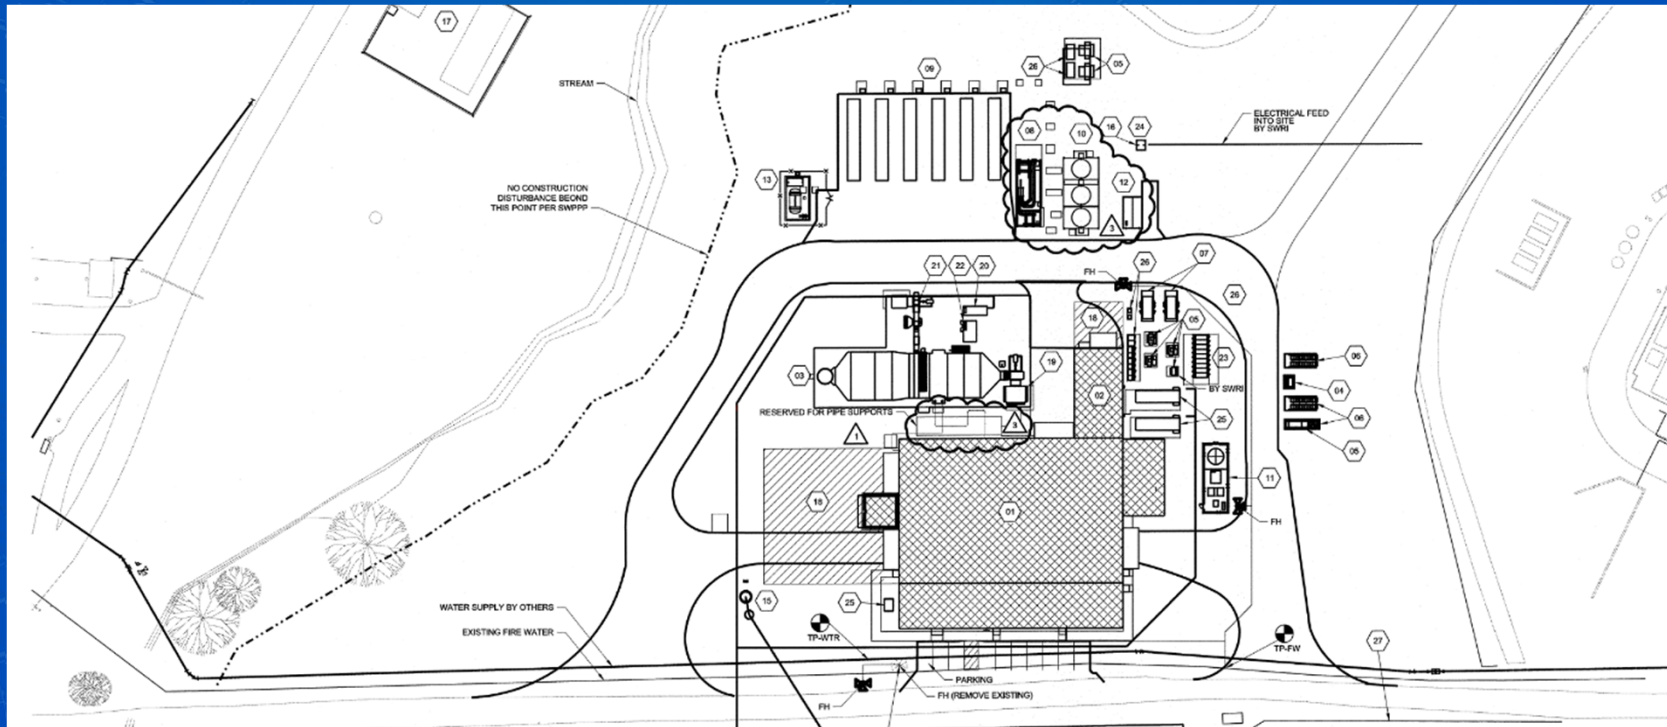 17
09
26
05
STREAM
08
10
16
24
ELECTRICAL FEED
INTO SITE
BY SWRI
13
12
NO CONSTRUCTION
DISTURBANCE BEOND
THIS POINT PER SWPPP
3
21
22
20
FH
26
07
26
18
05
03
19
23
06
BY SWRI
04
02
RESERVED FOR PIPE SUPPORTS
3
25
06
1
05
11
18
01
FH
15
25
WATER SUPPLY BY OTHERS
TP-WTR
EXISTING FIRE WATER
TP-FW
27
PARKING
FH (REMOVE EXISTING)
FH